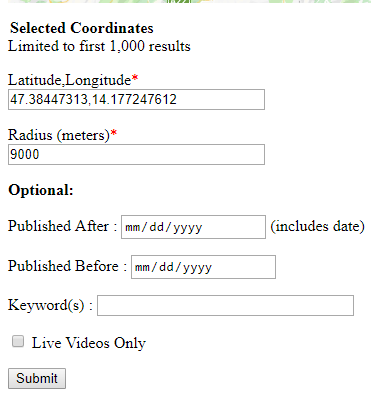 Selected Coordinates
Limited to first 1,000 results
Latitude,Longitude*
47.38447313,14.177247612
Radius (meters)*
9000
Optional:
Published After : mm/dd/yyyy (includes date)
Published Before : mm/dd/yyyy
Keyword(s) :
Live Videos Only
Submit